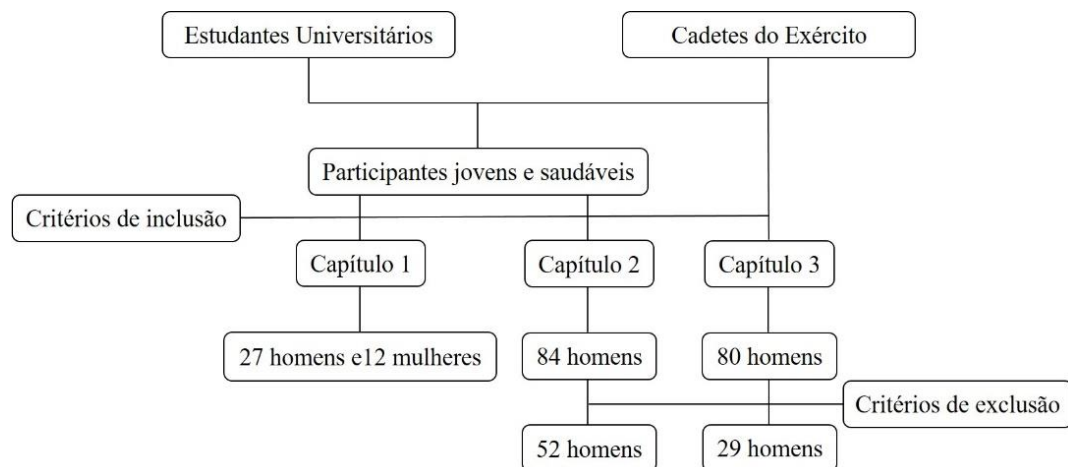 Estudantes Universitários
Cadetes do Exército
Participantes jovens e saudáveis
Critérios de inclusão
Capítulo 1
Capítulo 2
Capítulo 3
27 homens e12 mulheres
84 homens
80 homens
Critérios de exclusão
52 homens
29 homens